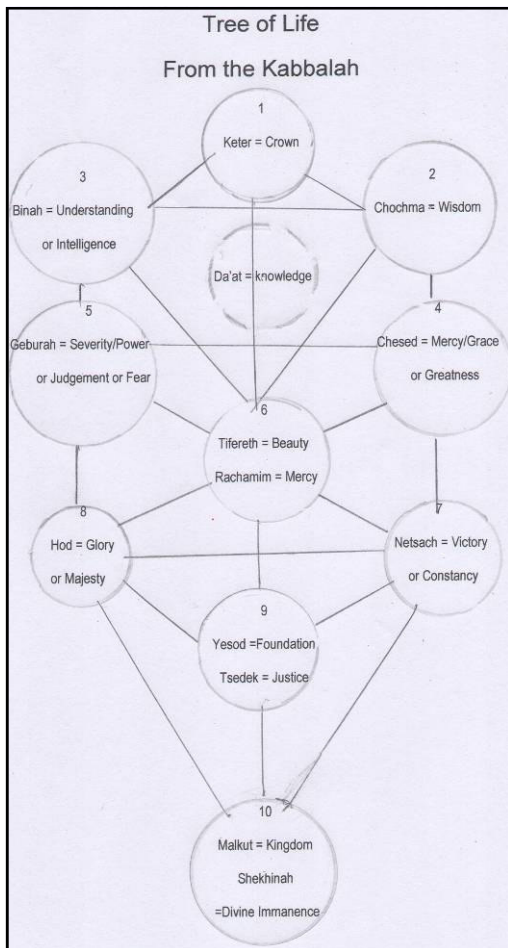 Tree of Life
From the Kabbalah
1
Keter = Crown
3
Binah = Understanding
or Intelligence
2
Chochma = Wisdom
Da'at = knowledge
5
Geburah = Severity/Power
or Judgement or Fear
4
Chesed = Mercy/Grace
or Greatness
6
Tifereth = Beauty
Rachamim = Mercy
8
Hod = Glory
or Majesty
7
Netsach = Victory
or Constancy
9
Yesod =Foundation
Tsedek = Justice
10
Malkut = Kingdom
Shekhinah
=Divine Immanence